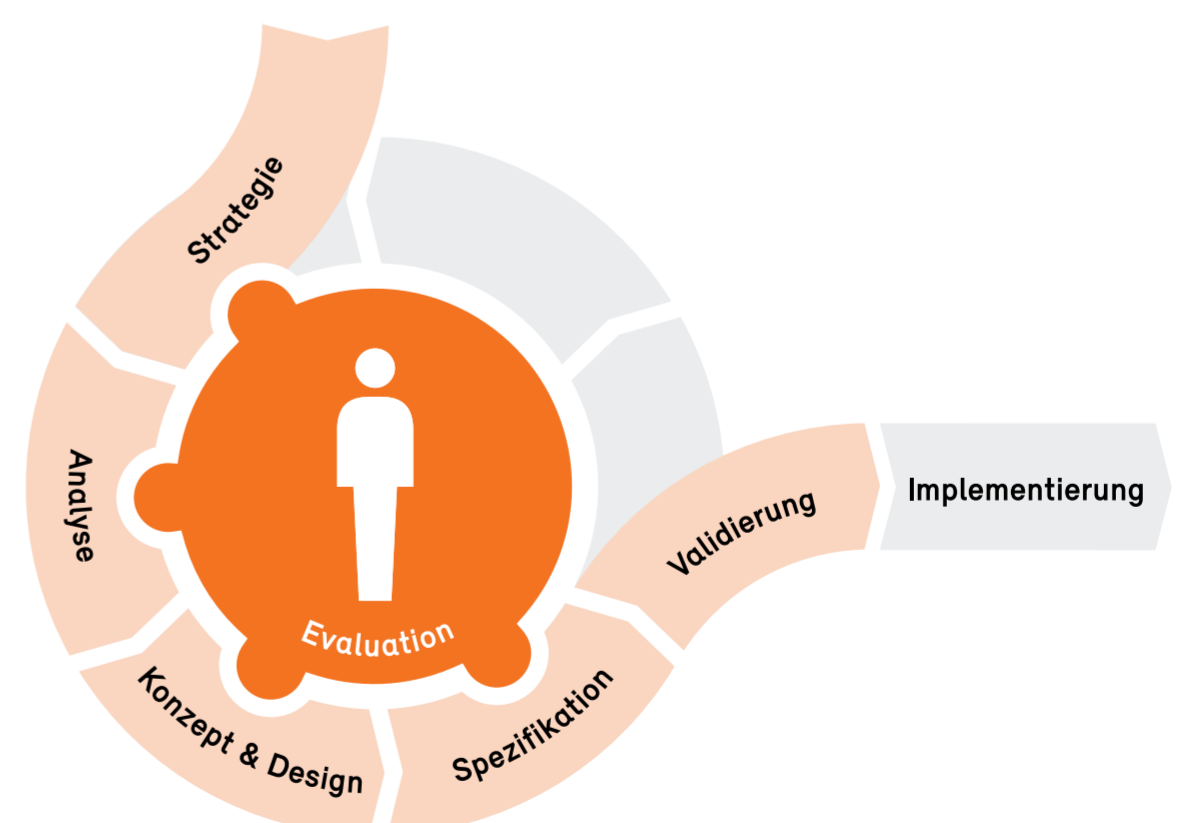 Strategie
Analyse
Konzept & Design
Spezifikation
Validierung
Implementierung
Evaluation